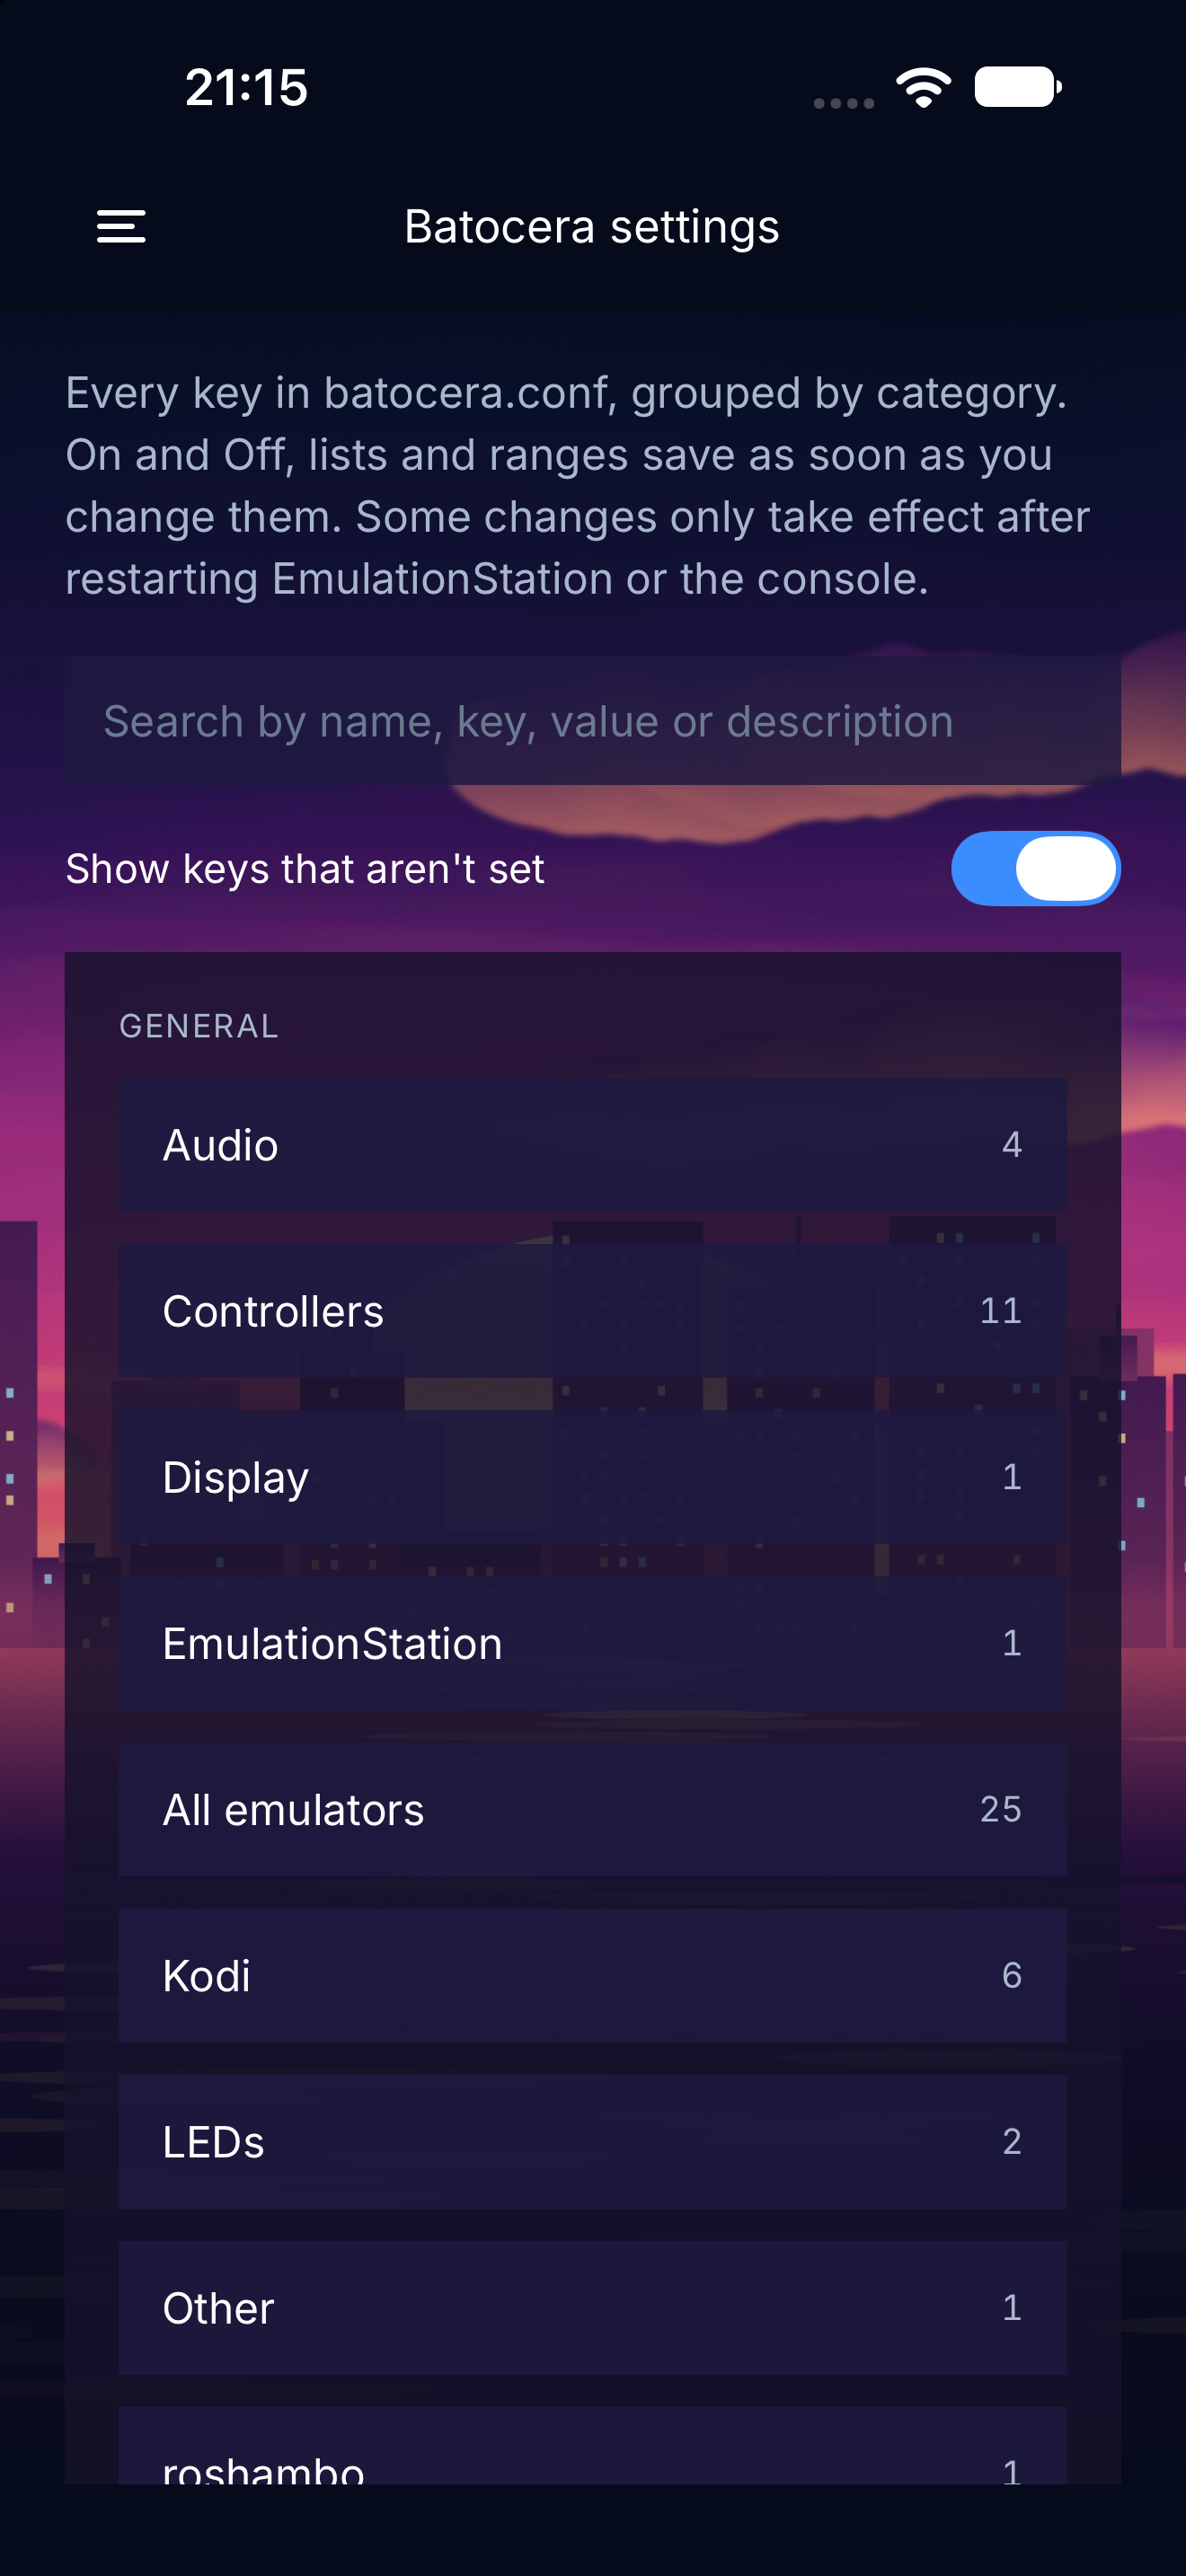 21:15
Batocera settings
Every key in batocera.conf, grouped by category.
On and Off, lists and ranges save as soon as you
change them. Some changes only take effect after
restarting EmulationStation or the console.
Search by name, key, value or description
Show keys that aren't set
GENERAL
Audio 4
Controllers 11
Display 1
EmulationStation 1
All emulators 25
Kodi 6
LEDs 2
Other 1
roshambo 1